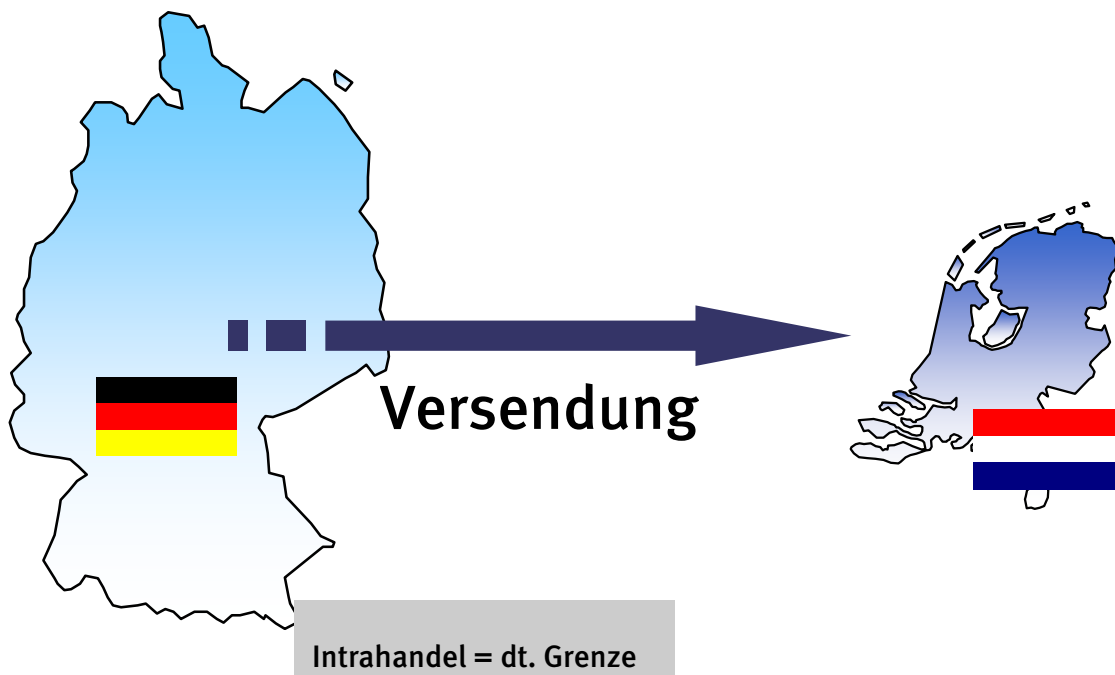 Versendung
Intrahandel = dt. Grenze